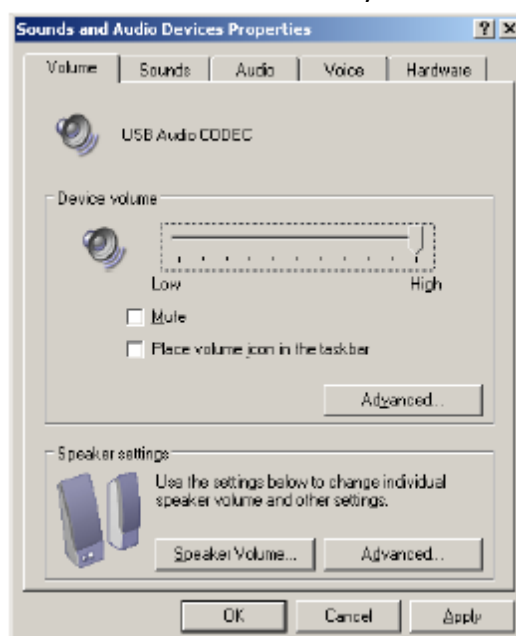 Sounds and Audio Devices Properties
Volume Sounds Audio Voice Hardware
USB Audio CODEC
Device volume
Low High
Mute
Place volume icon in the taskbar
Advanced...
Speaker settings
Use the settings below to change individual
speaker volume and other settings.
Speaker Volume... Advanced...
OK Cancel Apply